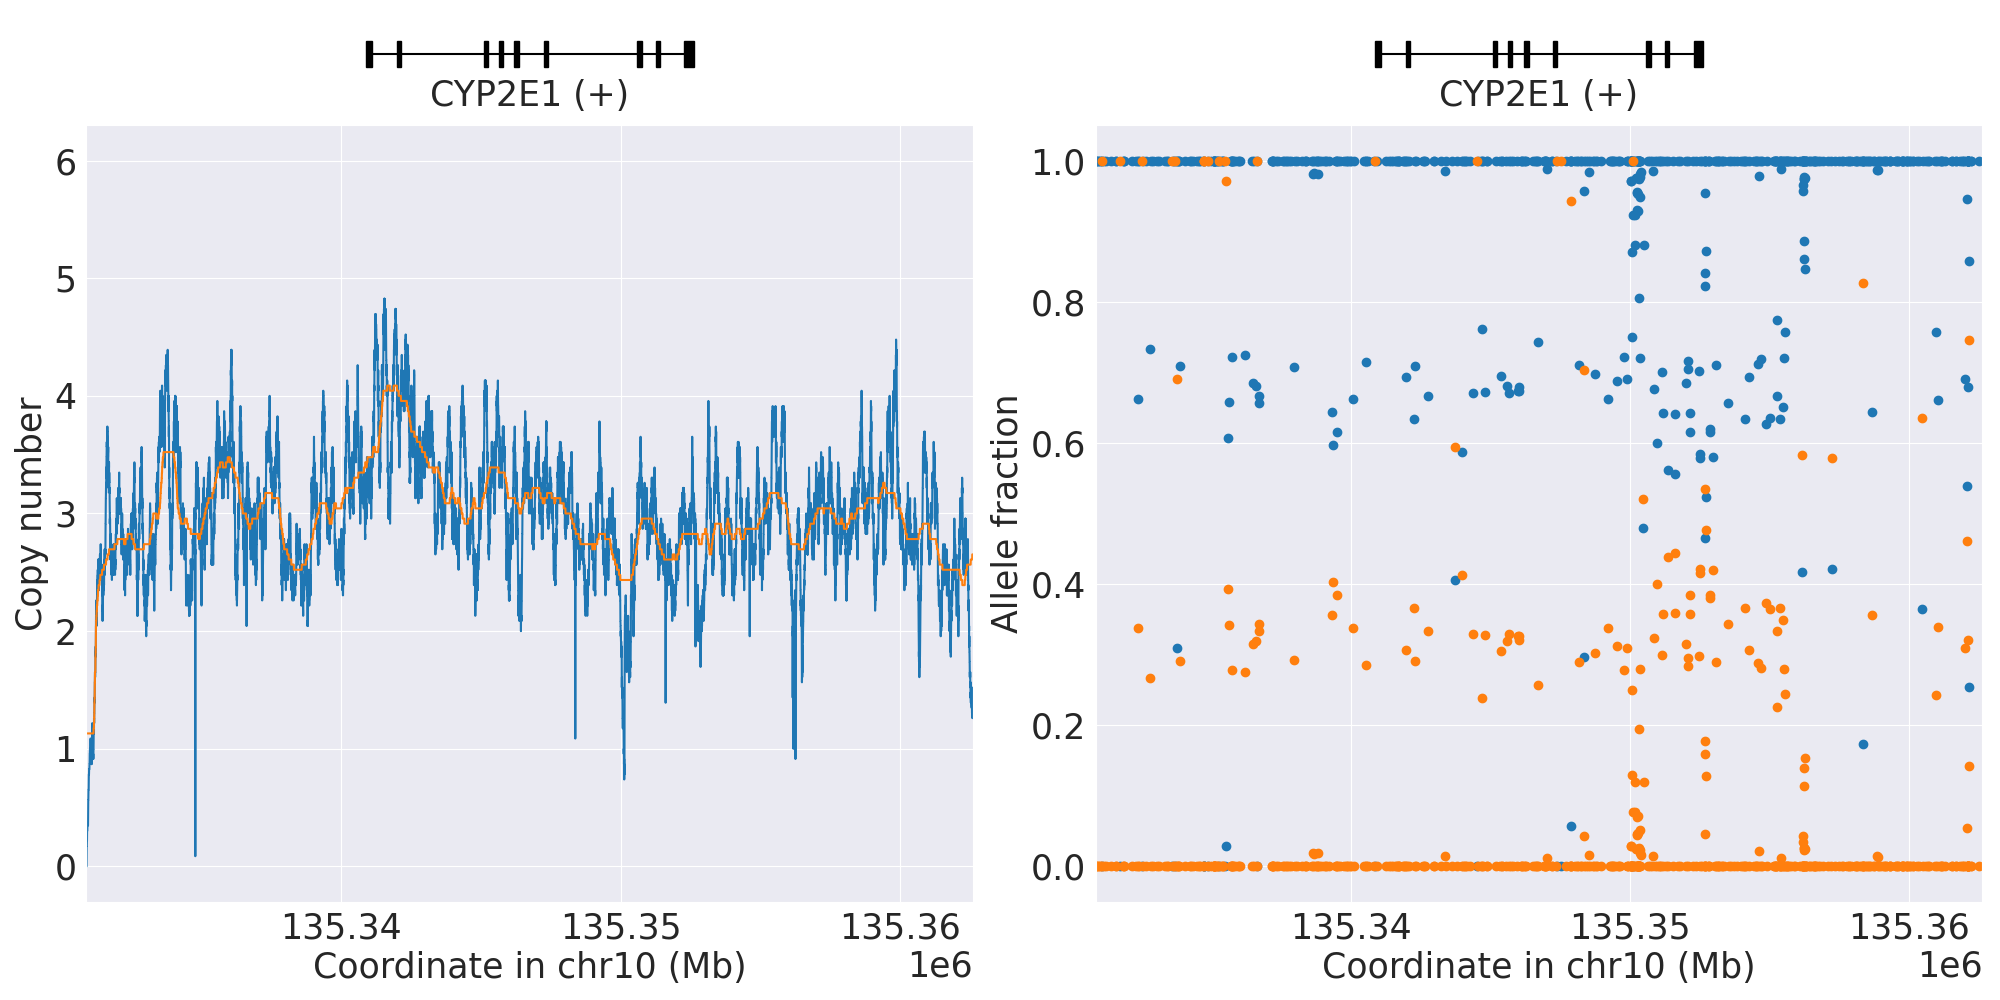 CYP2E1 (+)
CYP2E1 (+)
6
5
4
3
2
1
0
Copy number
135.34
135.35
135.36
Coordinate in chr10 (Mb)
1e6
1.0
0.8
0.6
0.4
0.2
0.0
Allele fraction
135.34
135.35
135.36
Coordinate in chr10 (Mb)
1e6